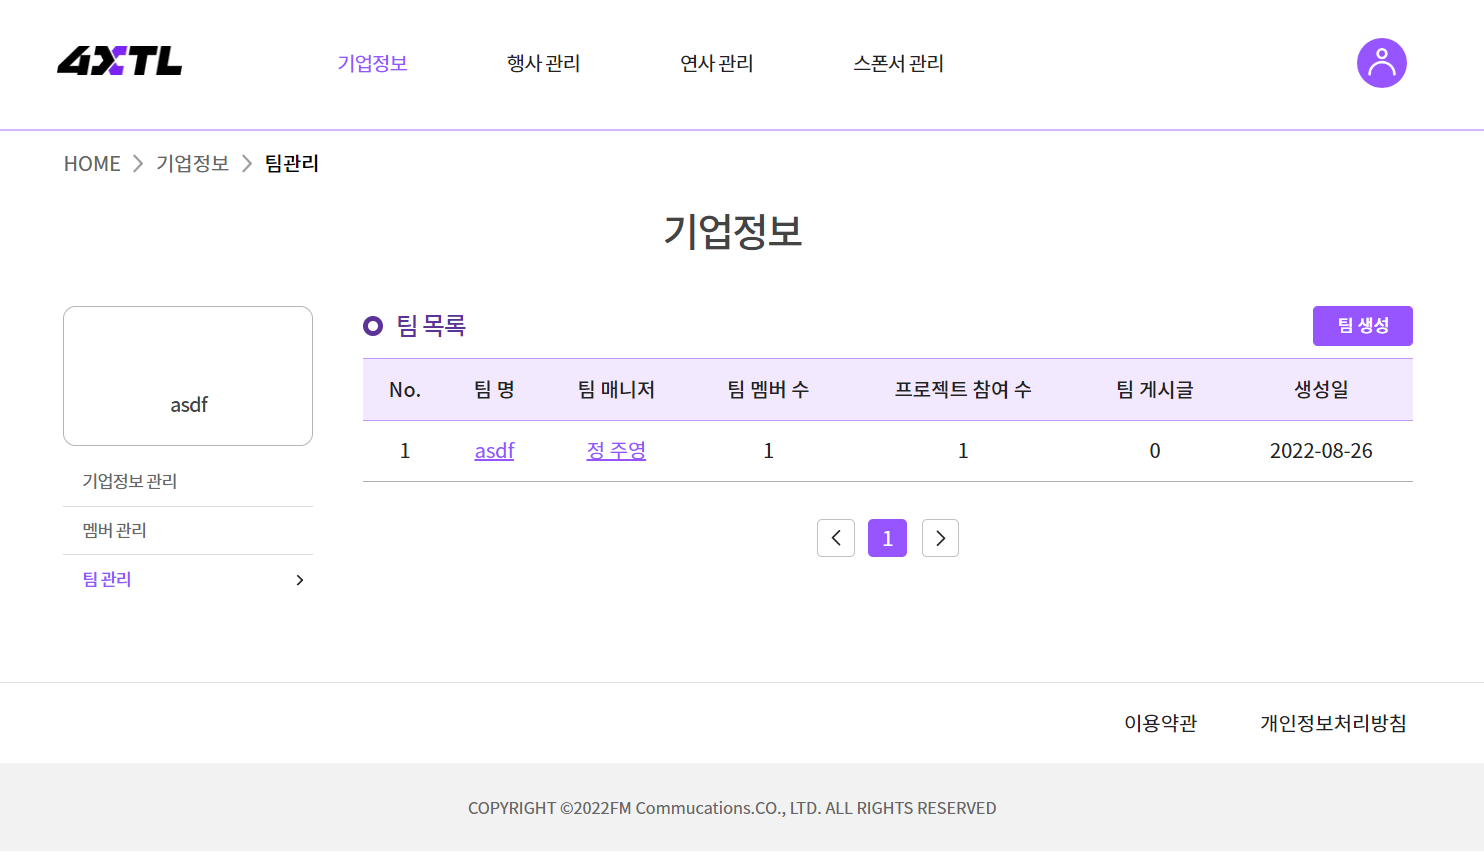 4XTL
기업정보 행사 관리 연사 관리 스폰서 관리
HOME 기업정보 팀관리
기업정보
asdf
기업정보 관리
멤버 관리
팀 관리
팀 목록 팀 생성
No. 팀 명 팀 매니저 팀 멤버 수 프로젝트 참여 수 팀 게시글 생성일
1 asdf 정 주영 1 1 0 2022-08-26
1
이용약관 개인정보처리방침
COPYRIGHT ©2022FM Commucations.CO., LTD. ALL RIGHTS RESERVED